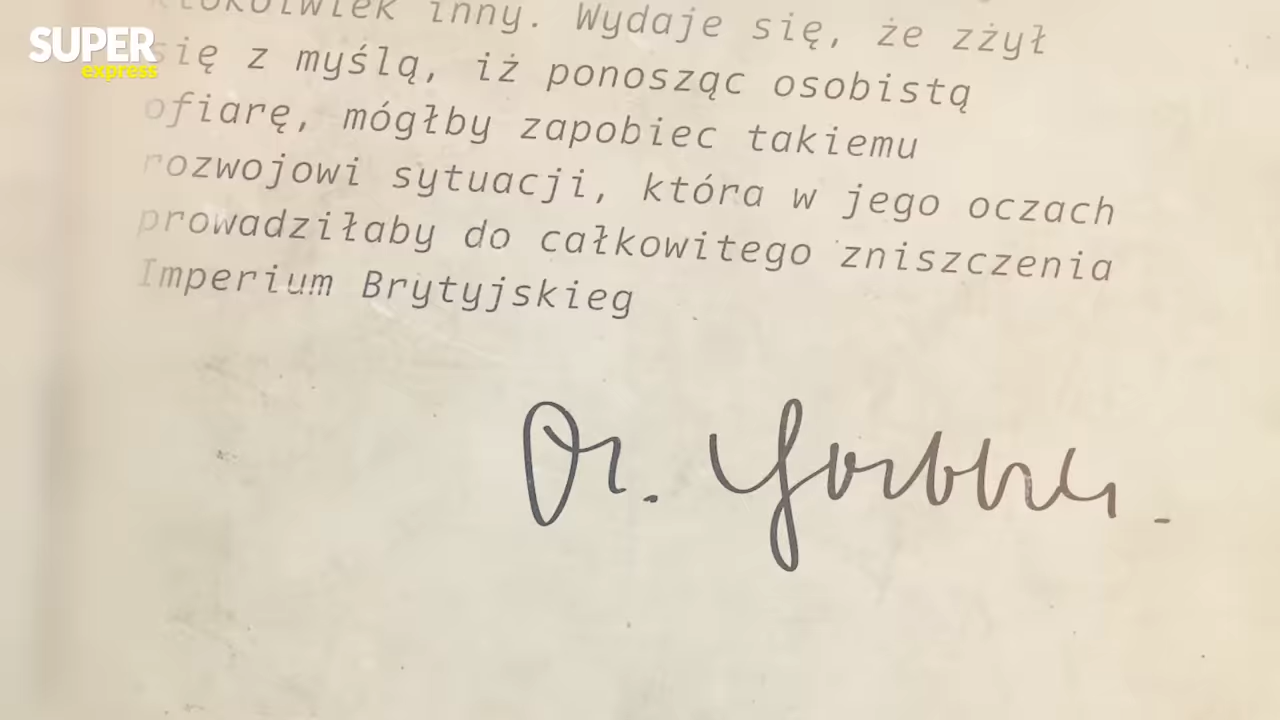 SUPER
express
ktokolwiek inny. Wydaje się, że zżył
się z myślą, iż ponosząc osobistą
ofiarę, mógłby zapobiec takiemu
rozwojowi sytuacji, która w jego oczach
prowadziłaby do całkowitego zniszczenia
Imperium Brytyjskieg
Dr.